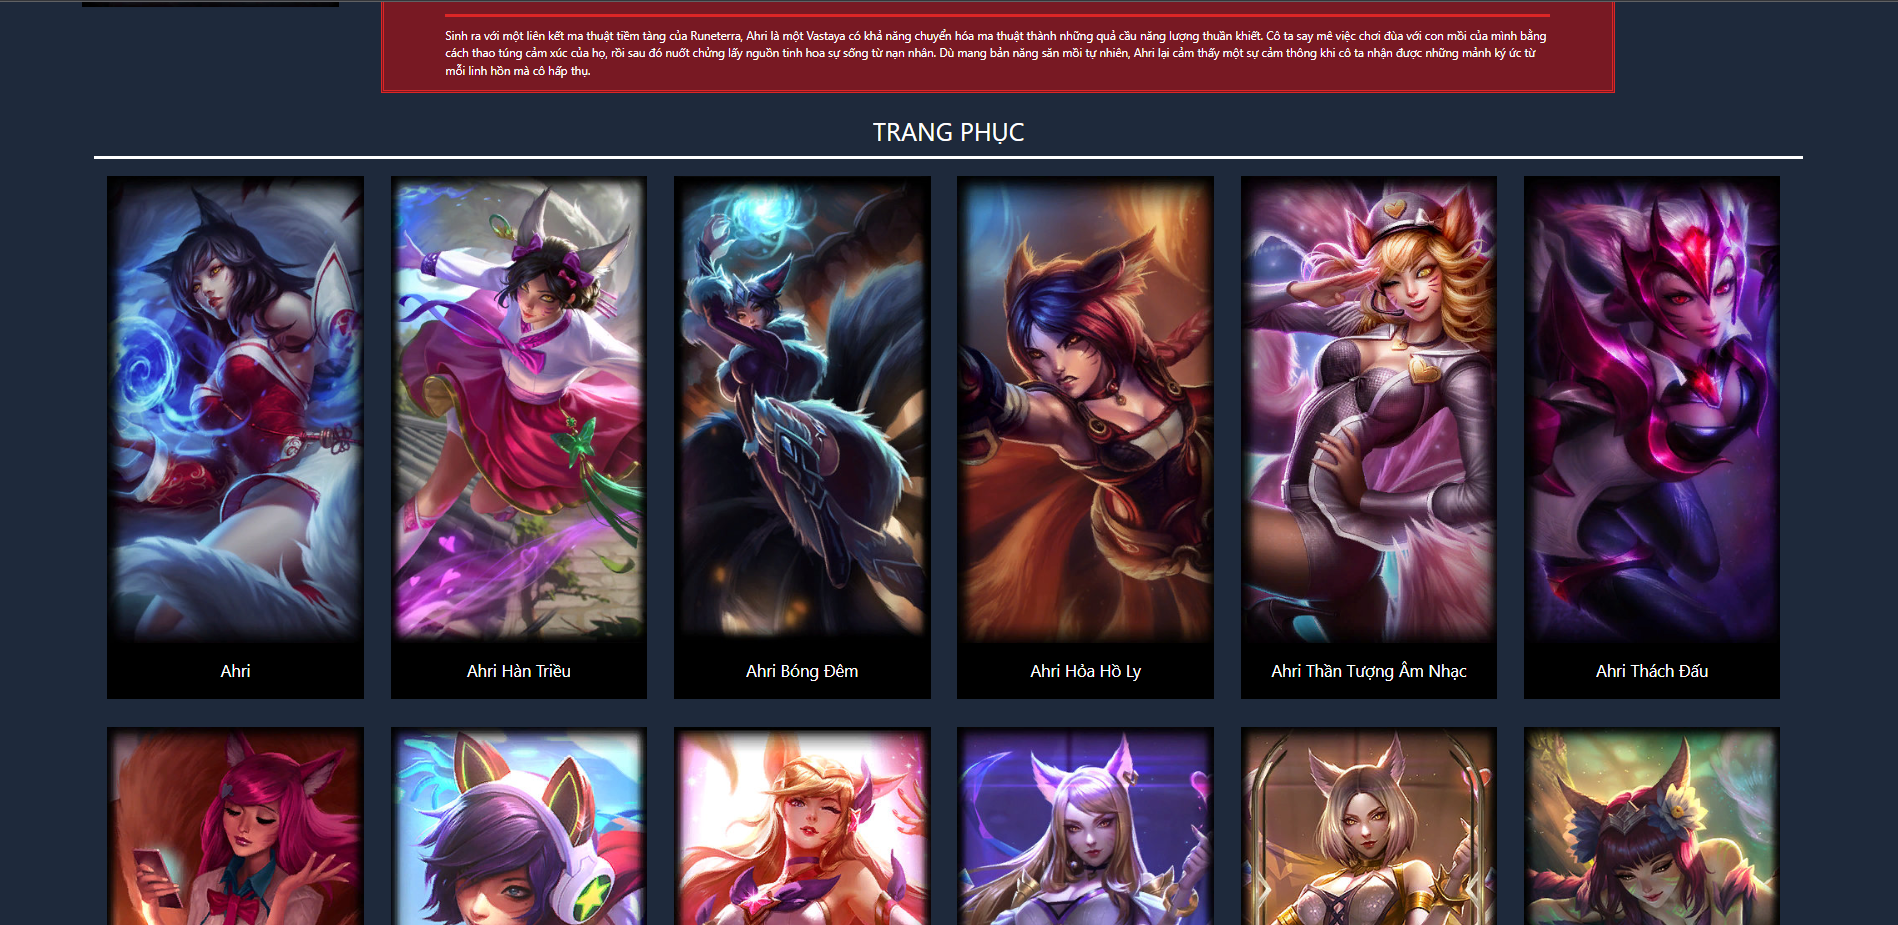 Sinh ra với một liên kết ma thuật tiềm tàng của Runeterra, Ahri là một Vastaya có khả năng chuyển hóa ma thuật thành những quả cầu năng lượng thuần khiết. Cô ta say mê việc chơi đùa với con mồi của mình bằng
cách thao túng cảm xúc của họ, rồi sau đó nuốt chửng lấy nguồn tinh hoa sự sống từ nạn nhân. Dù mang bản năng săn mồi tự nhiên, Ahri lại cảm thấy một sự cảm thông khi cô ta nhận được những mảnh ký ức từ
mỗi linh hồn mà cô hấp thụ.
TRANG PHỤC
Ahri
Ahri Hàn Triều
Ahri Bóng Đêm
Ahri Hỏa Hồ Ly
Ahri Thần Tượng Âm Nhạc
Ahri Thách Đấu